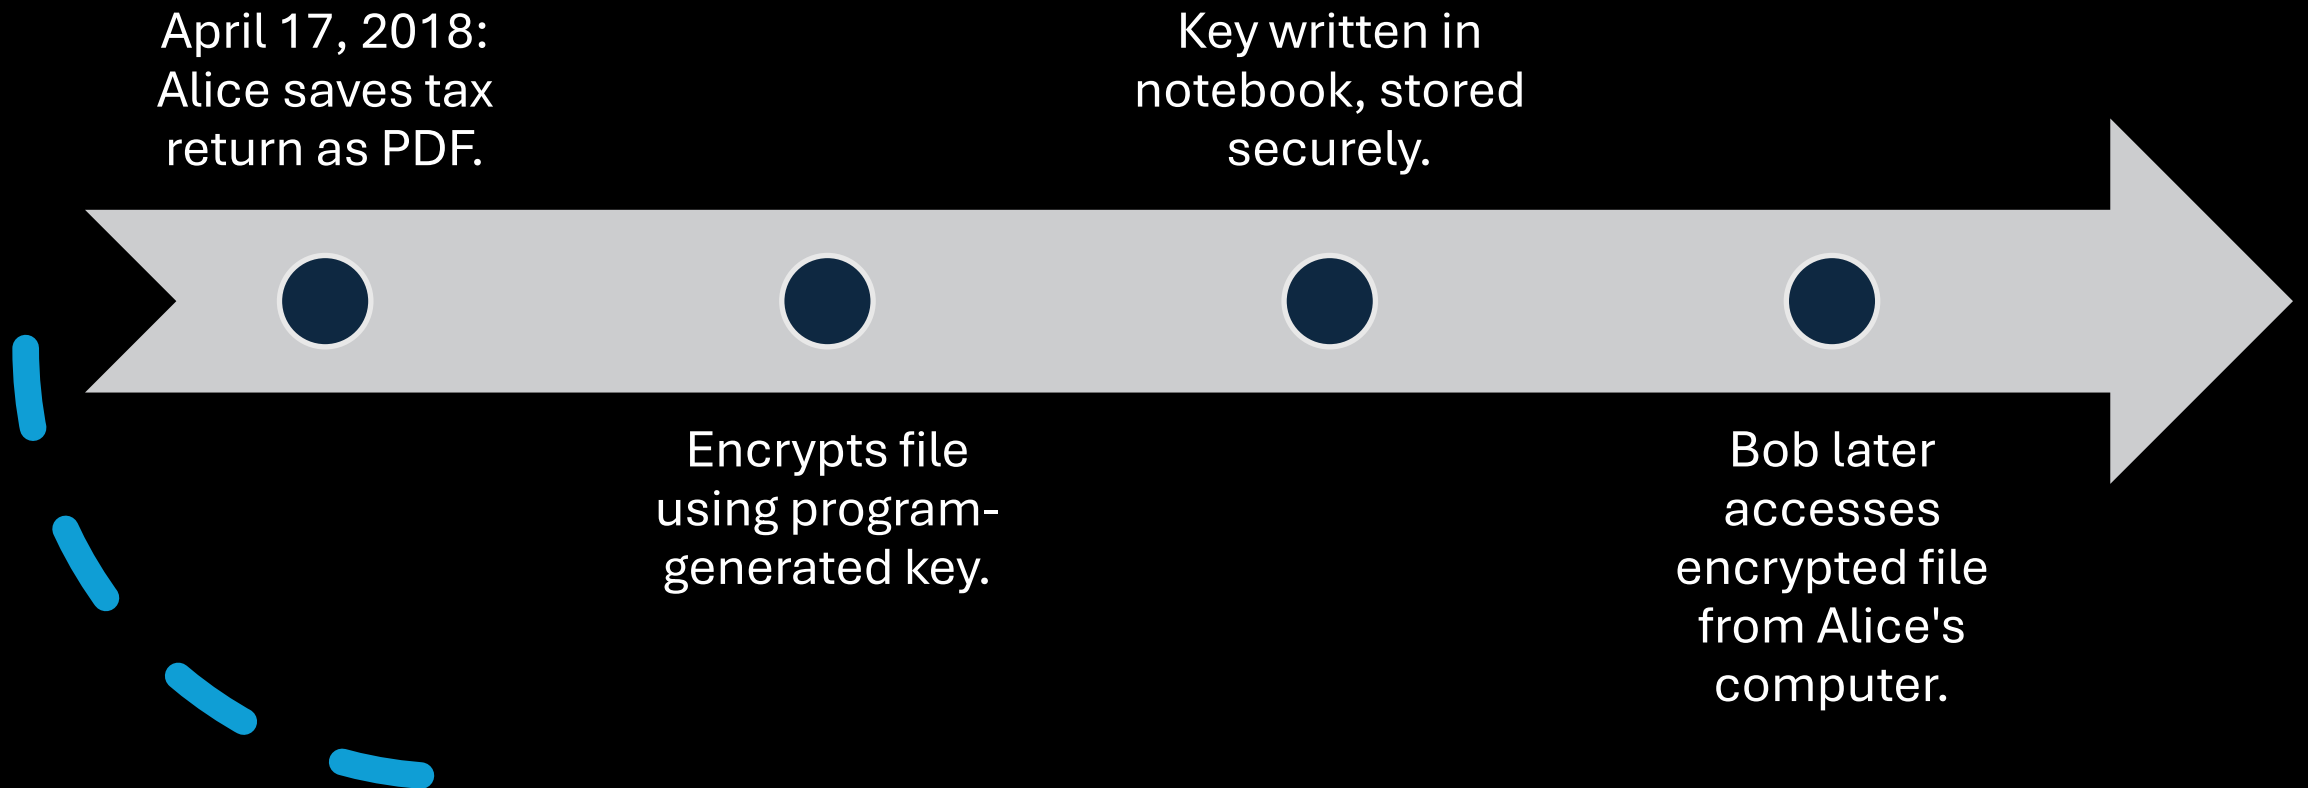 April 17, 2018:
Alice saves tax
return as PDF.
Encrypts file
using program-
generated key.
Key written in
notebook, stored
securely.
Bob later
accesses
encrypted file
from Alice's
computer.